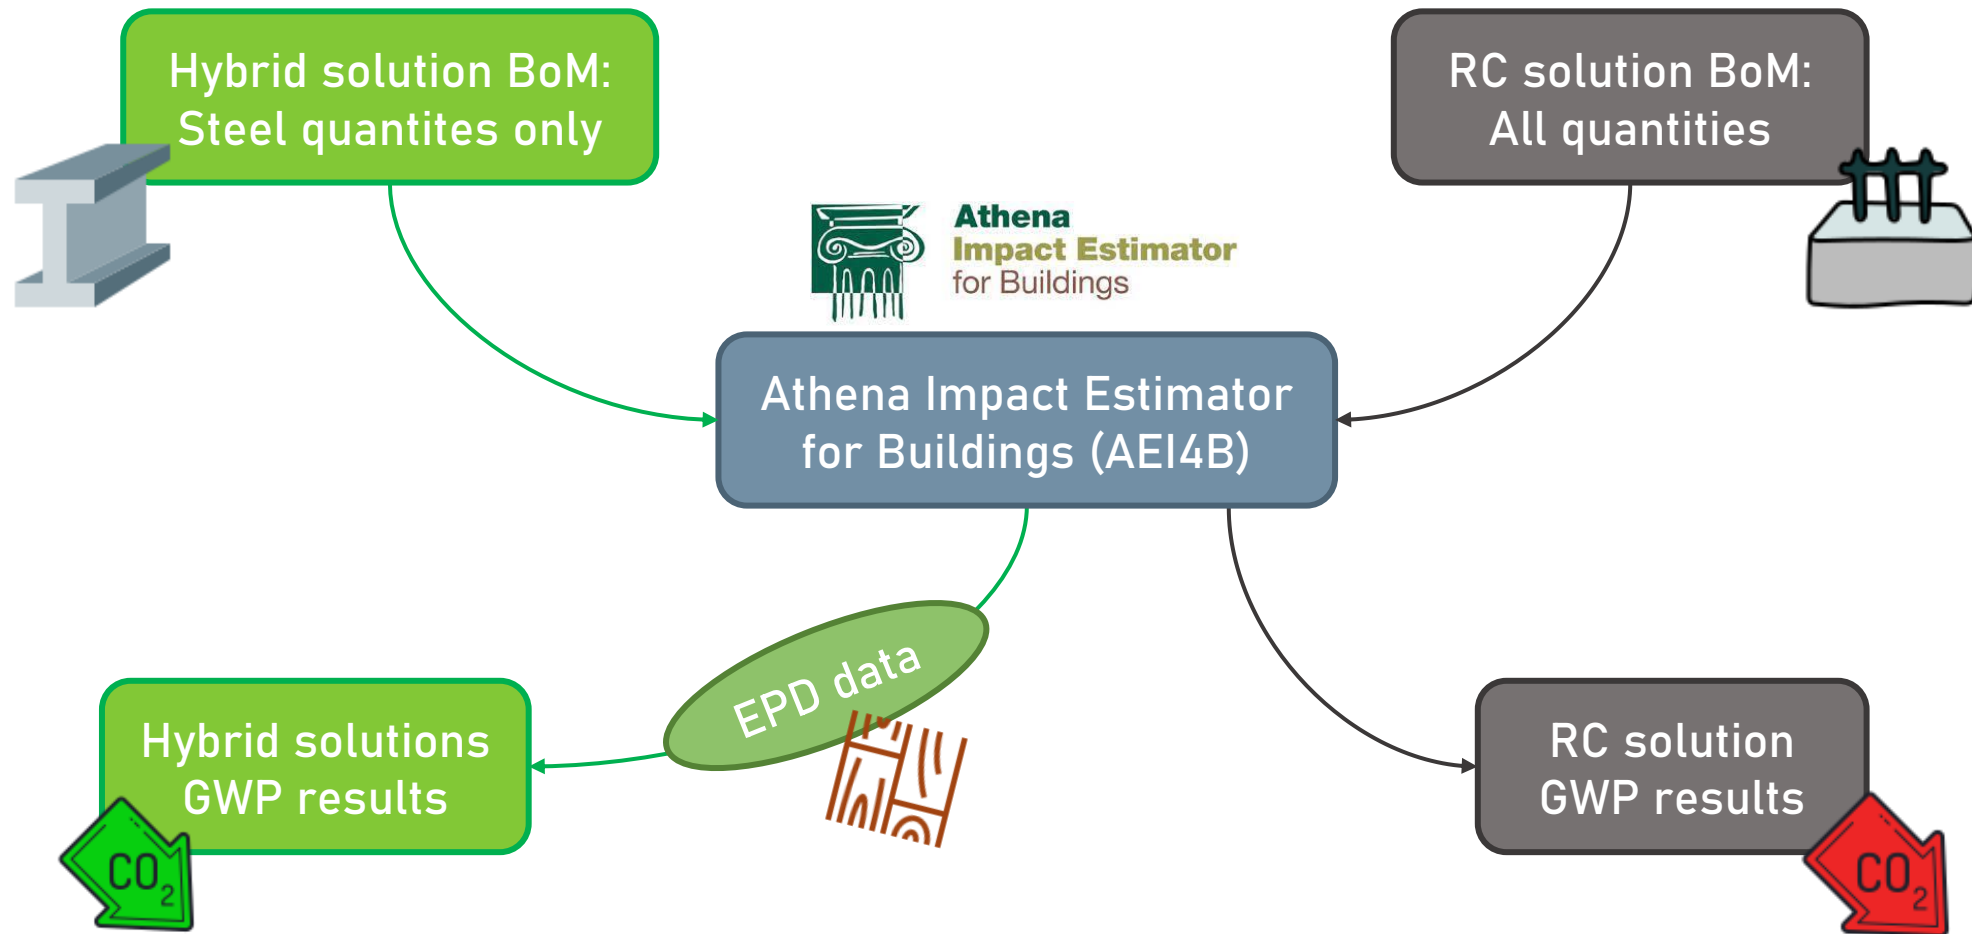 Hybrid solution BoM:
Steel quantites only
RC solution BoM:
All quantities
Athena
Impact Estimator
for Buildings
Athena Impact Estimator
for Buildings (AEI4B)
EPD data
Hybrid solutions
GWP results
CO2
RC solution
GWP results
CO2